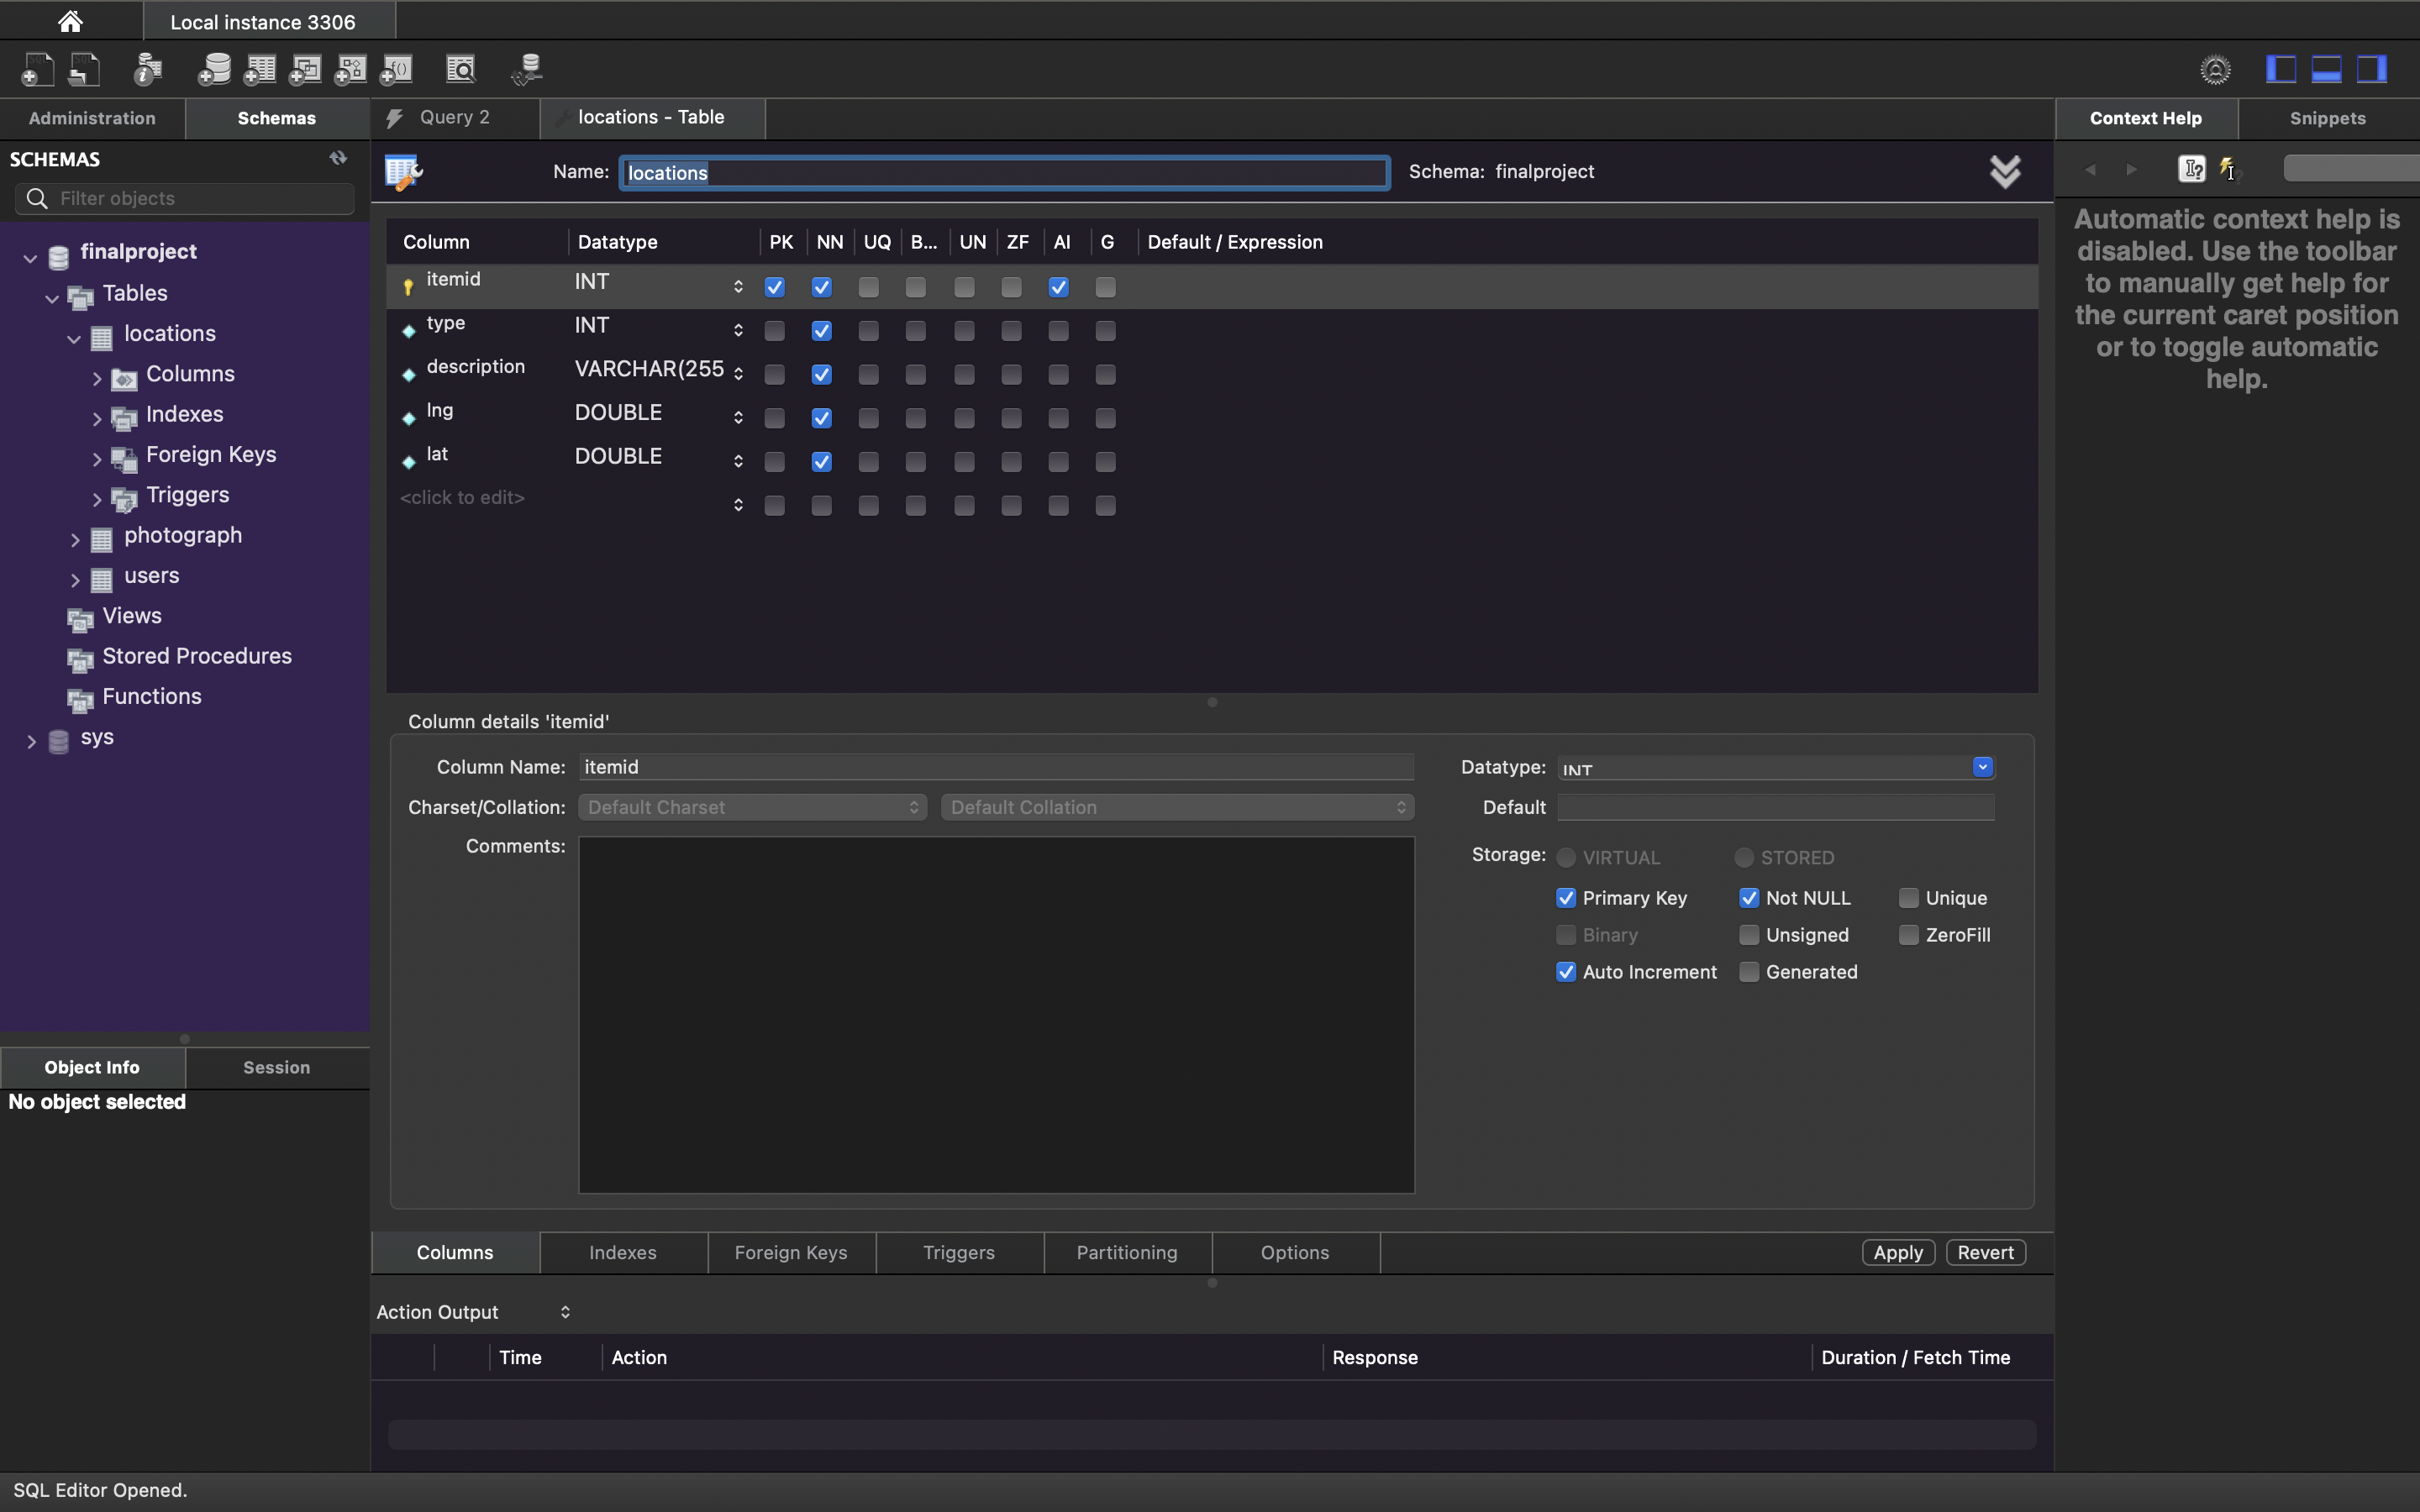 Local instance 3306
Administration
Schemas
Query 2
locations - Table
Context Help
Snippets
SCHEMAS
Filter objects
Name:
locations
Schema: finalproject
finalproject
Tables
locations
Columns
Indexes
Foreign Keys
Triggers
photograph
users
Views
Stored Procedures
Functions
sys
Column Datatype PK NN UQ B... UN ZF AI G Default / Expression
itemid INT
type INT
description VARCHAR(255
lng DOUBLE
lat DOUBLE
<click to edit>
Automatic context help is
disabled. Use the toolbar
to manually get help for
the current caret position
or to toggle automatic
help.
Column details 'itemid'
Column Name: itemid
Datatype: INT
Charset/Collation: Default Charset Default Collation
Default
Comments:
Storage: VIRTUAL STORED
Primary Key Not NULL Unique
Binary Unsigned ZeroFill
Auto Increment Generated
Object Info
Session
No object selected
Columns
Indexes
Foreign Keys
Triggers
Partitioning
Options
Apply
Revert
Action Output
Time Action Response Duration / Fetch Time
SQL Editor Opened.